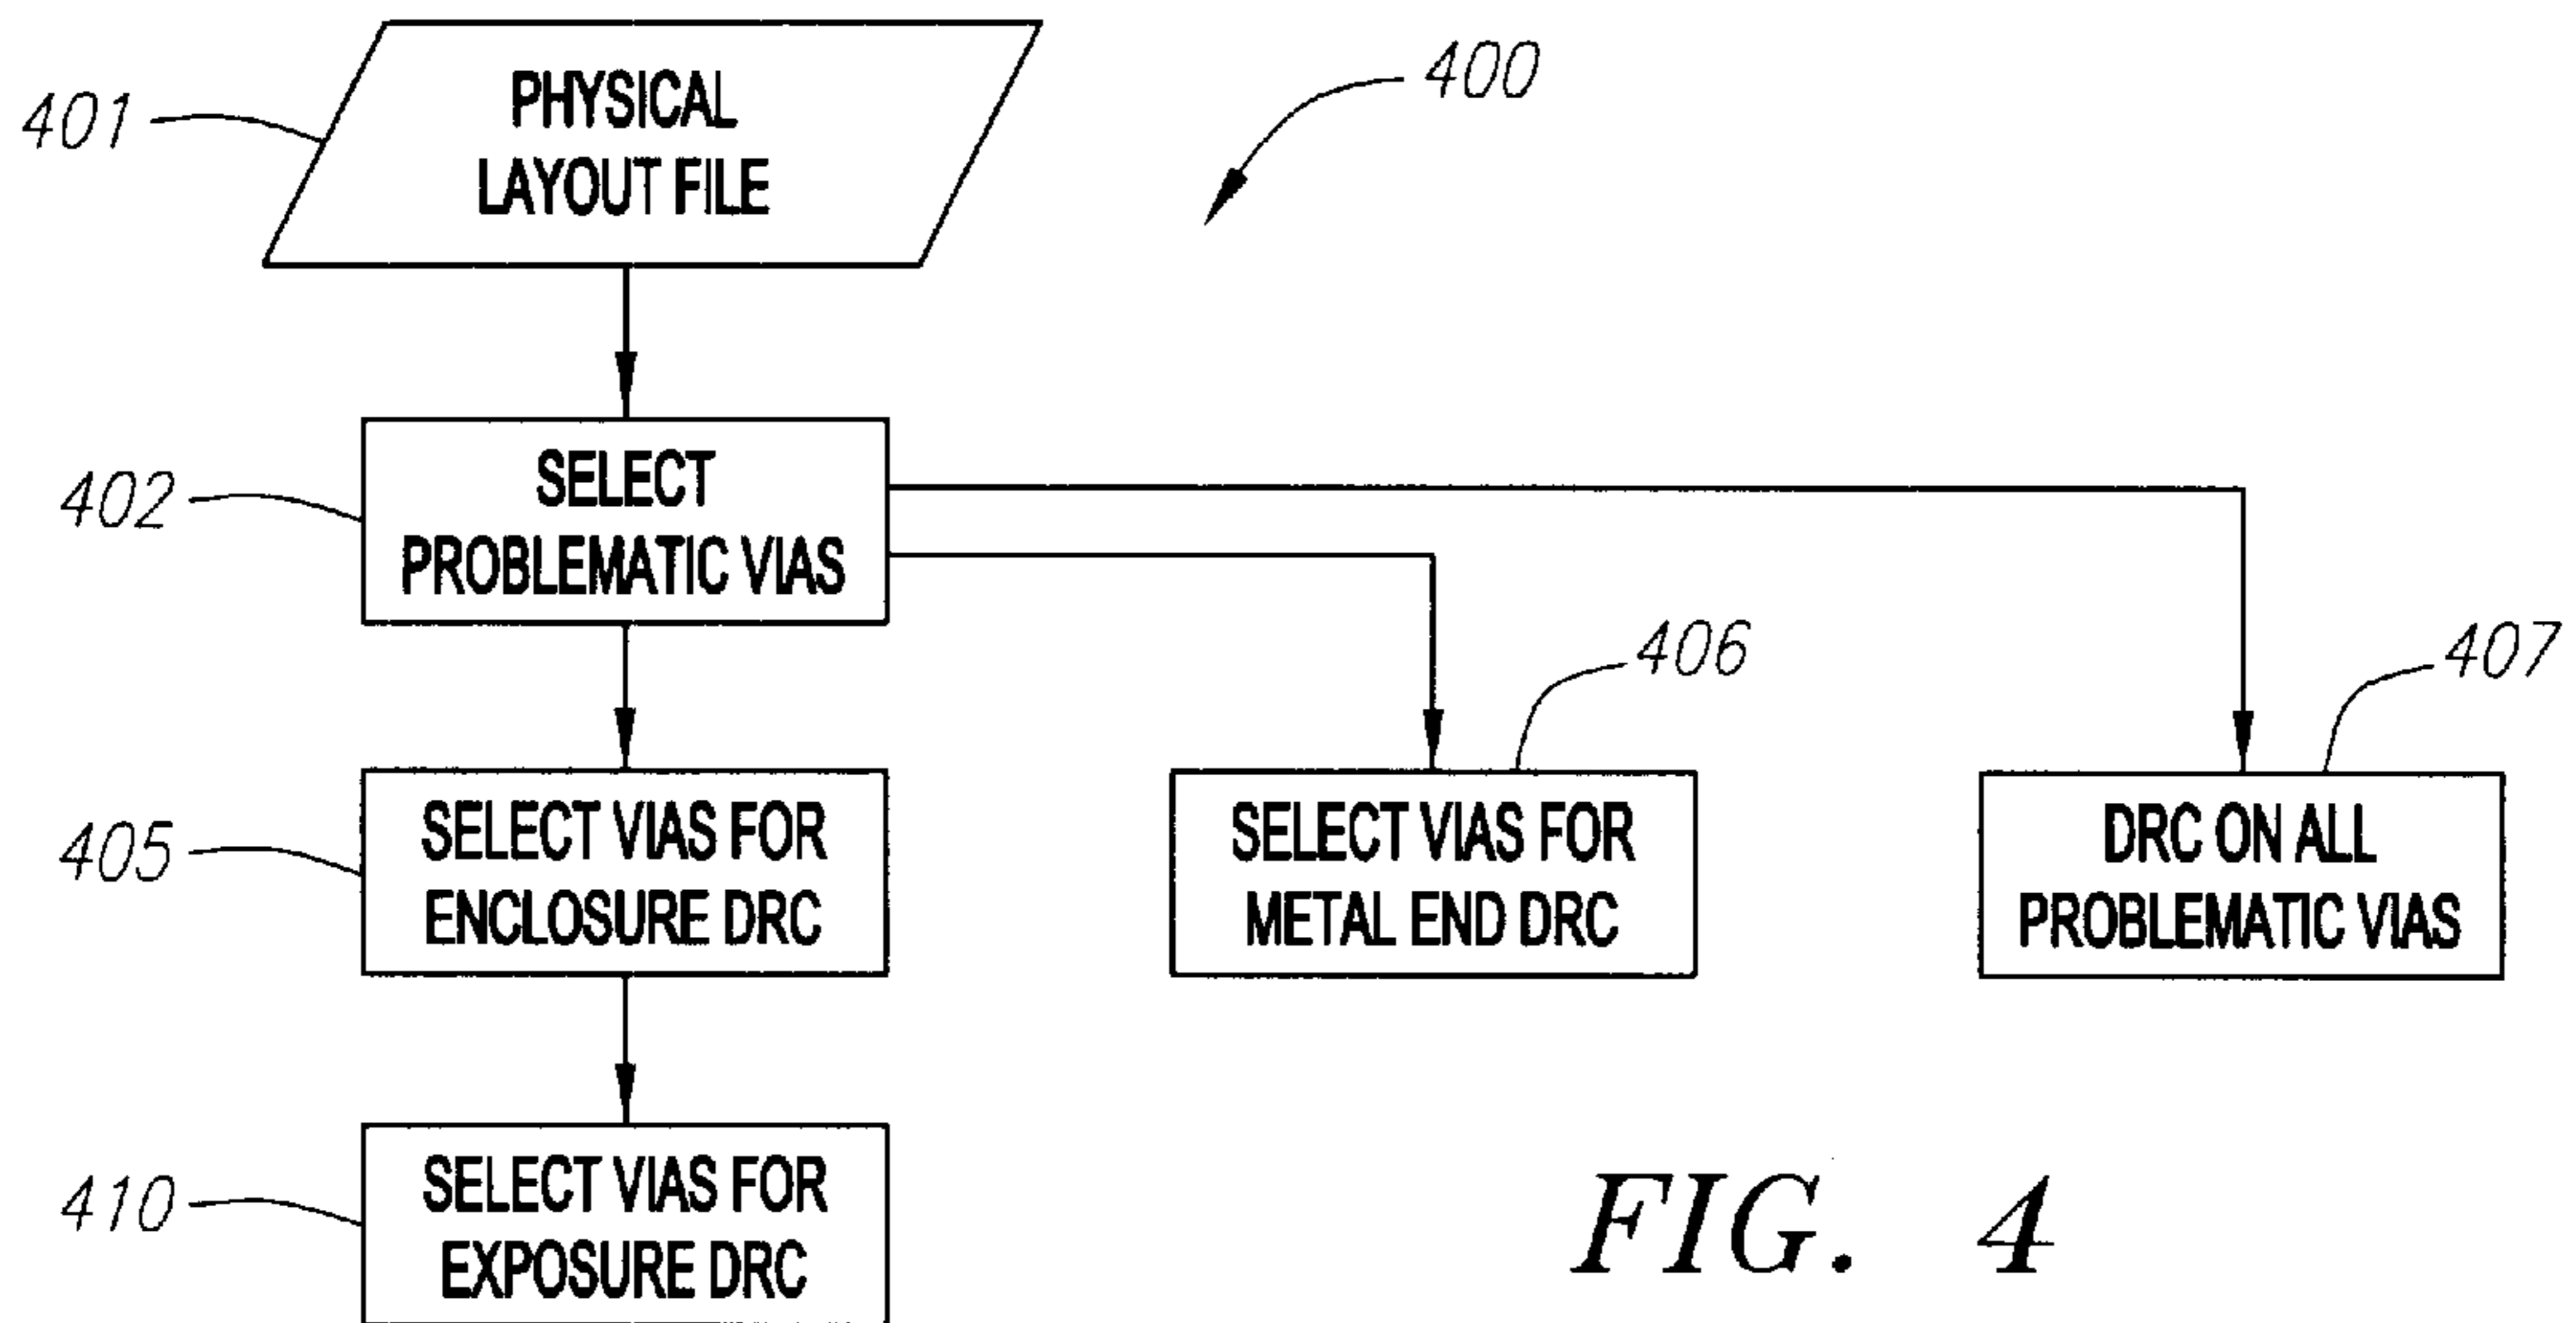 400
401
PHYSICAL
LAYOUT FILE
402
SELECT
PROBLEMATIC VIAS
405
SELECT VIAS FOR
ENCLOSURE DRC
406
SELECT VIAS FOR
METAL END DRC
407
DRC ON ALL
PROBLEMATIC VIAS
410
SELECT VIAS FOR
EXPOSURE DRC
FIG. 4